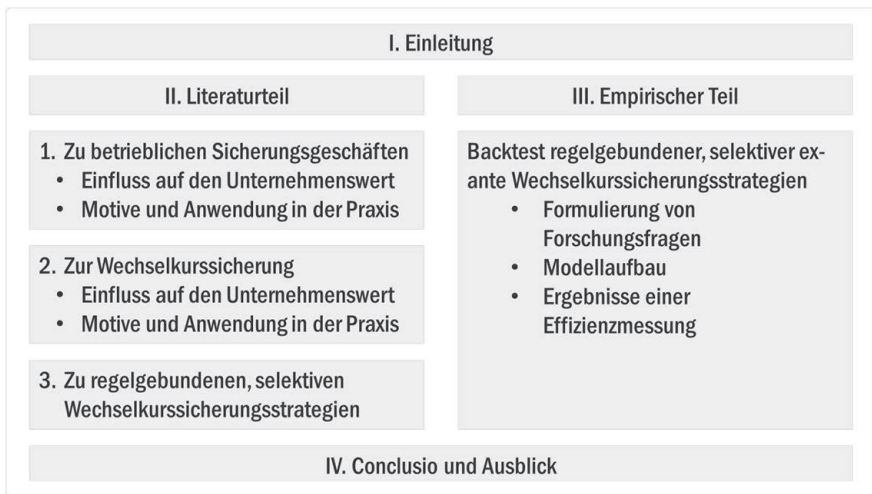 I. Einleitung
II. Literaturteil
1. Zu betrieblichen Sicherungsgeschäften
• Einfluss auf den Unternehmenswert
• Motive und Anwendung in der Praxis
2. Zur Wechselkurssicherung
• Einfluss auf den Unternehmenswert
• Motive und Anwendung in der Praxis
3. Zu regelgebundenen, selektiven
Wechselkurssicherungsstrategien
III. Empirischer Teil
Backtest regelgebundener, selektiver ex-
ante Wechselkurssicherungsstrategien
• Formulierung von
Forschungsfragen
• Modellaufbau
• Ergebnisse einer
Effizienzmessung
IV. Conclusio und Ausblick